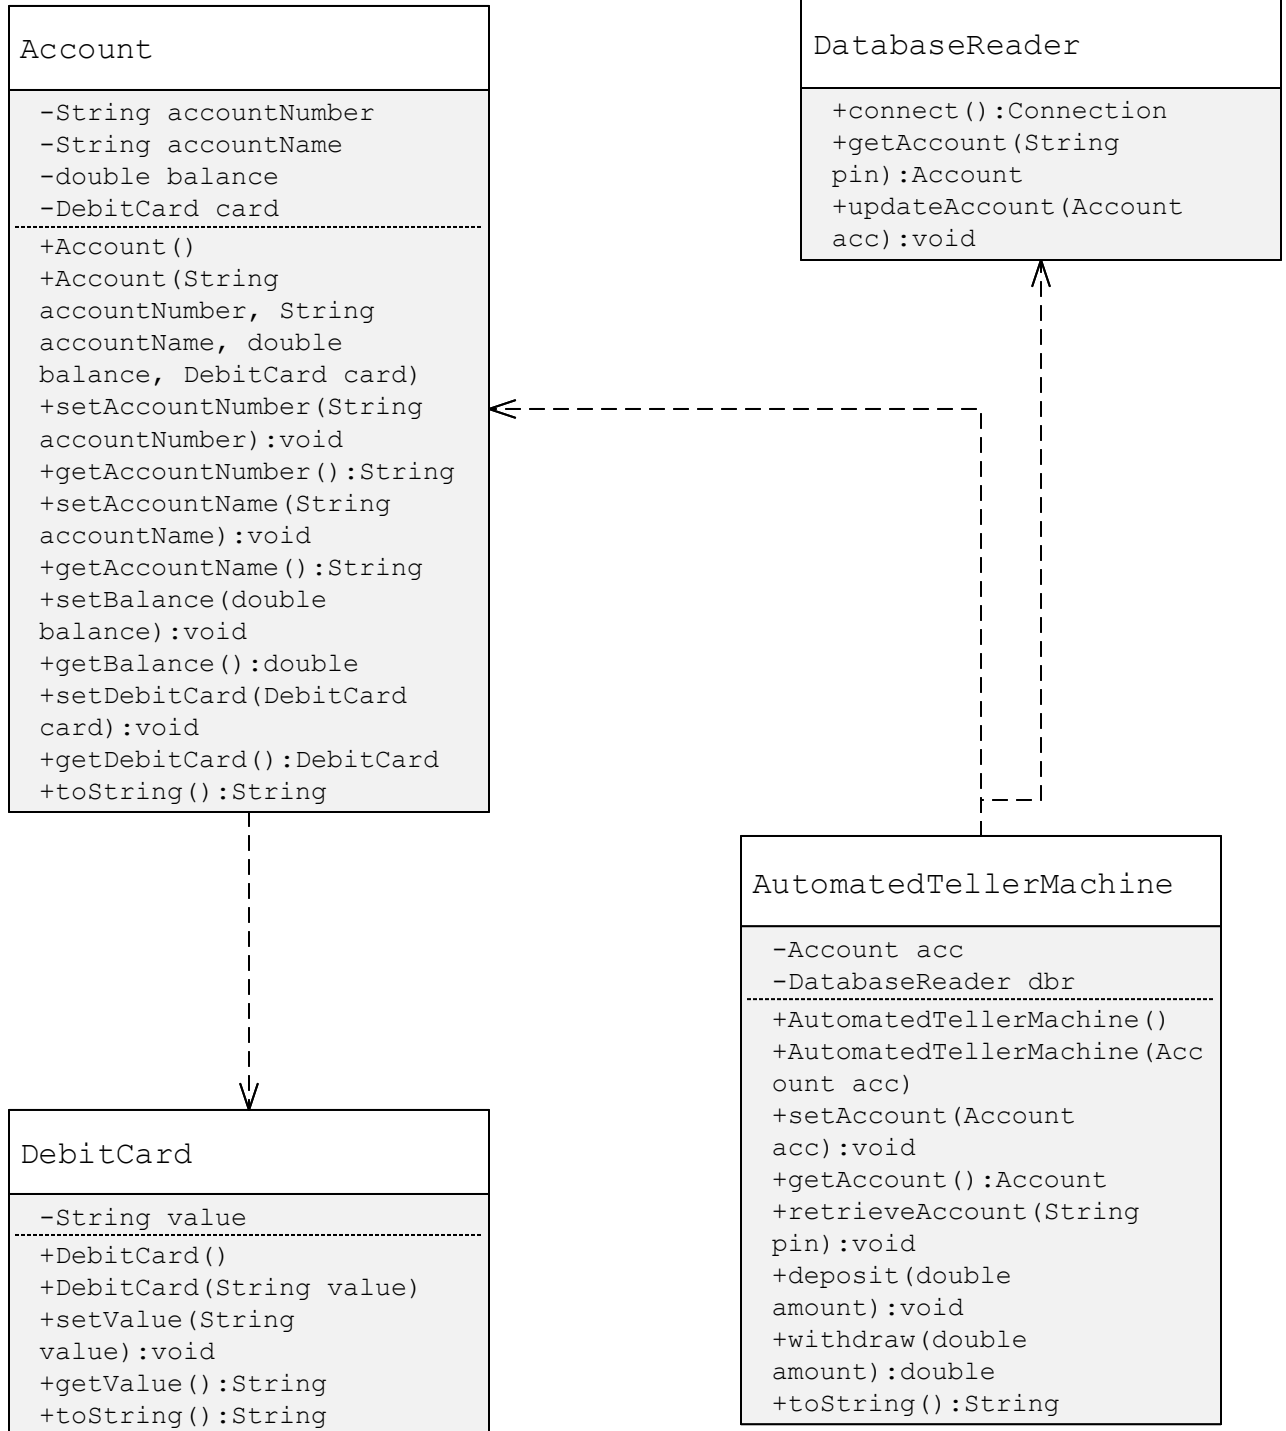 Account
-String accountNumber
-String accountName
-double balance
-DebitCard card
+Account()
+Account(String
accountNumber, String
accountName, double
balance, DebitCard card)
+setAccountNumber(String
accountNumber):void
+getAccountNumber():String
+setAccountName(String
accountName):void
+getAccountName():String
+setBalance(double
balance):void
+getBalance():double
+setDebitCard(DebitCard
card):void
+getDebitCard():DebitCard
+toString():String
DatabaseReader
+connect():Connection
+getAccount(String
pin):Account
+updateAccount(Account
acc):void
DebitCard
-String value
+DebitCard()
+DebitCard(String value)
+setValue(String
value):void
+getValue():String
+toString():String
AutomatedTellerMachine
-Account acc
-DatabaseReader dbr
+AutomatedTellerMachine()
+AutomatedTellerMachine(Acc
ount acc)
+setAccount(Account
acc):void
+getAccount():Account
+retrieveAccount(String
pin):void
+deposit(double
amount):void
+withdraw(double
amount):double
+toString():String